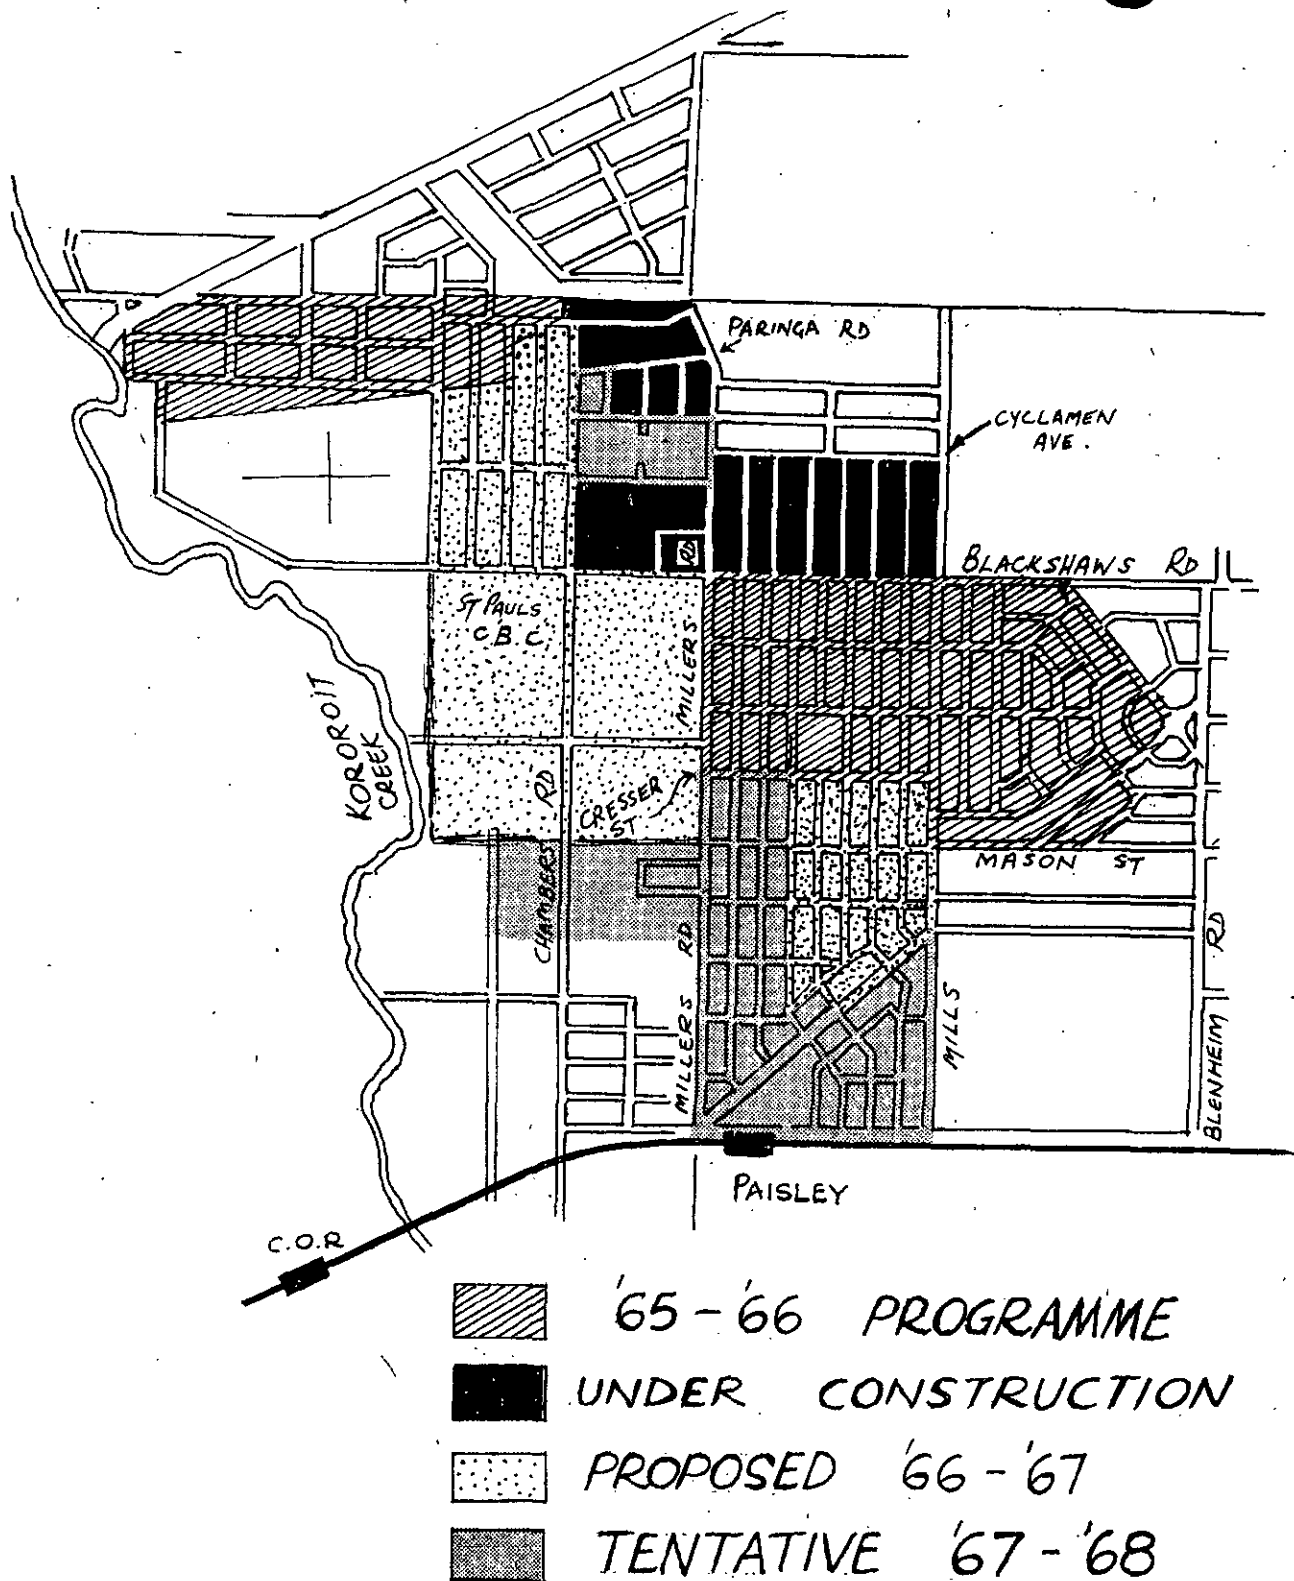 PARINGA RD
CYCLAMEN
AVE.
BLACKSHAWS RD
RD
ST PAULS
C.B.C.
MILLERS
KOROROIT
CREEK
CRESSER
ST
CHAMBERS RD
MASON ST
MILLERS RD
MILLS
BLENHEIM RD
PAISLEY
C.O.R
'65-'66 PROGRAMME
UNDER CONSTRUCTION
PROPOSED '66-'67
TENTATIVE '67-'68